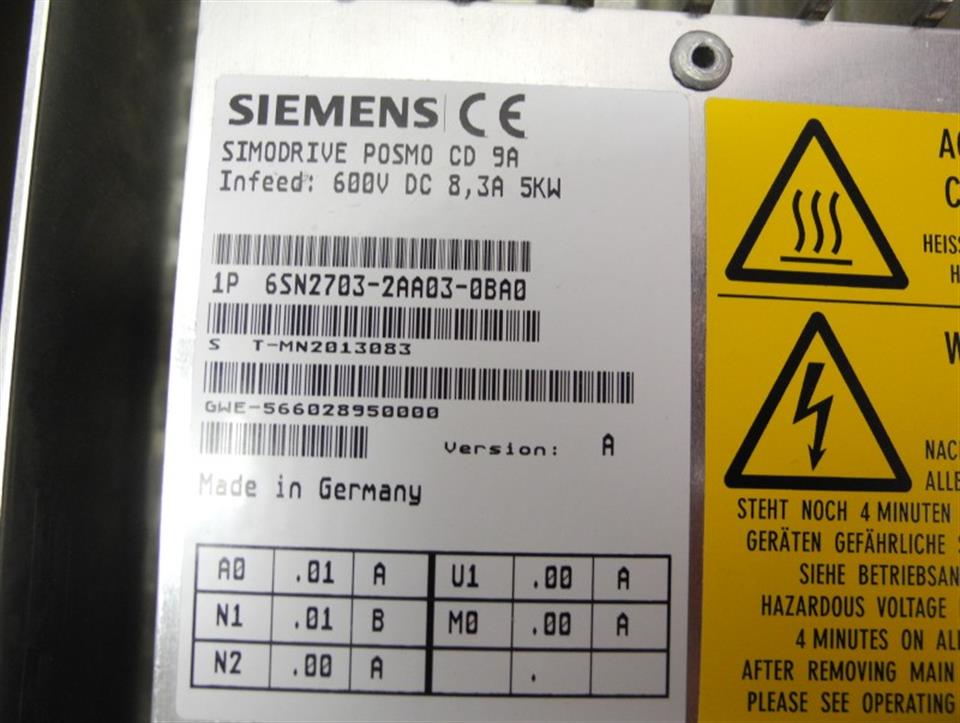 SIEMENS CE
SIMODRIVE POSMO CD 9A
Infeed: 600V DC 8,3A 5KW
1P 6SN2703-2AA03-0BA0
S T-MN2013083
GWE-566028950000
Version: A
Made in Germany
A0 .01 A U1 .00 A
N1 .01 B M0 .00 A
N2 .00 A .
HEISS
STEHT NOCH 4 MINUTEN
GERÄTEN GEFÄHRLICHE
SIEHE BETRIEBSAN
HAZARDOUS VOLTAGE
4 MINUTES ON ALL
AFTER REMOVING MAIN
PLEASE SEE OPERATING